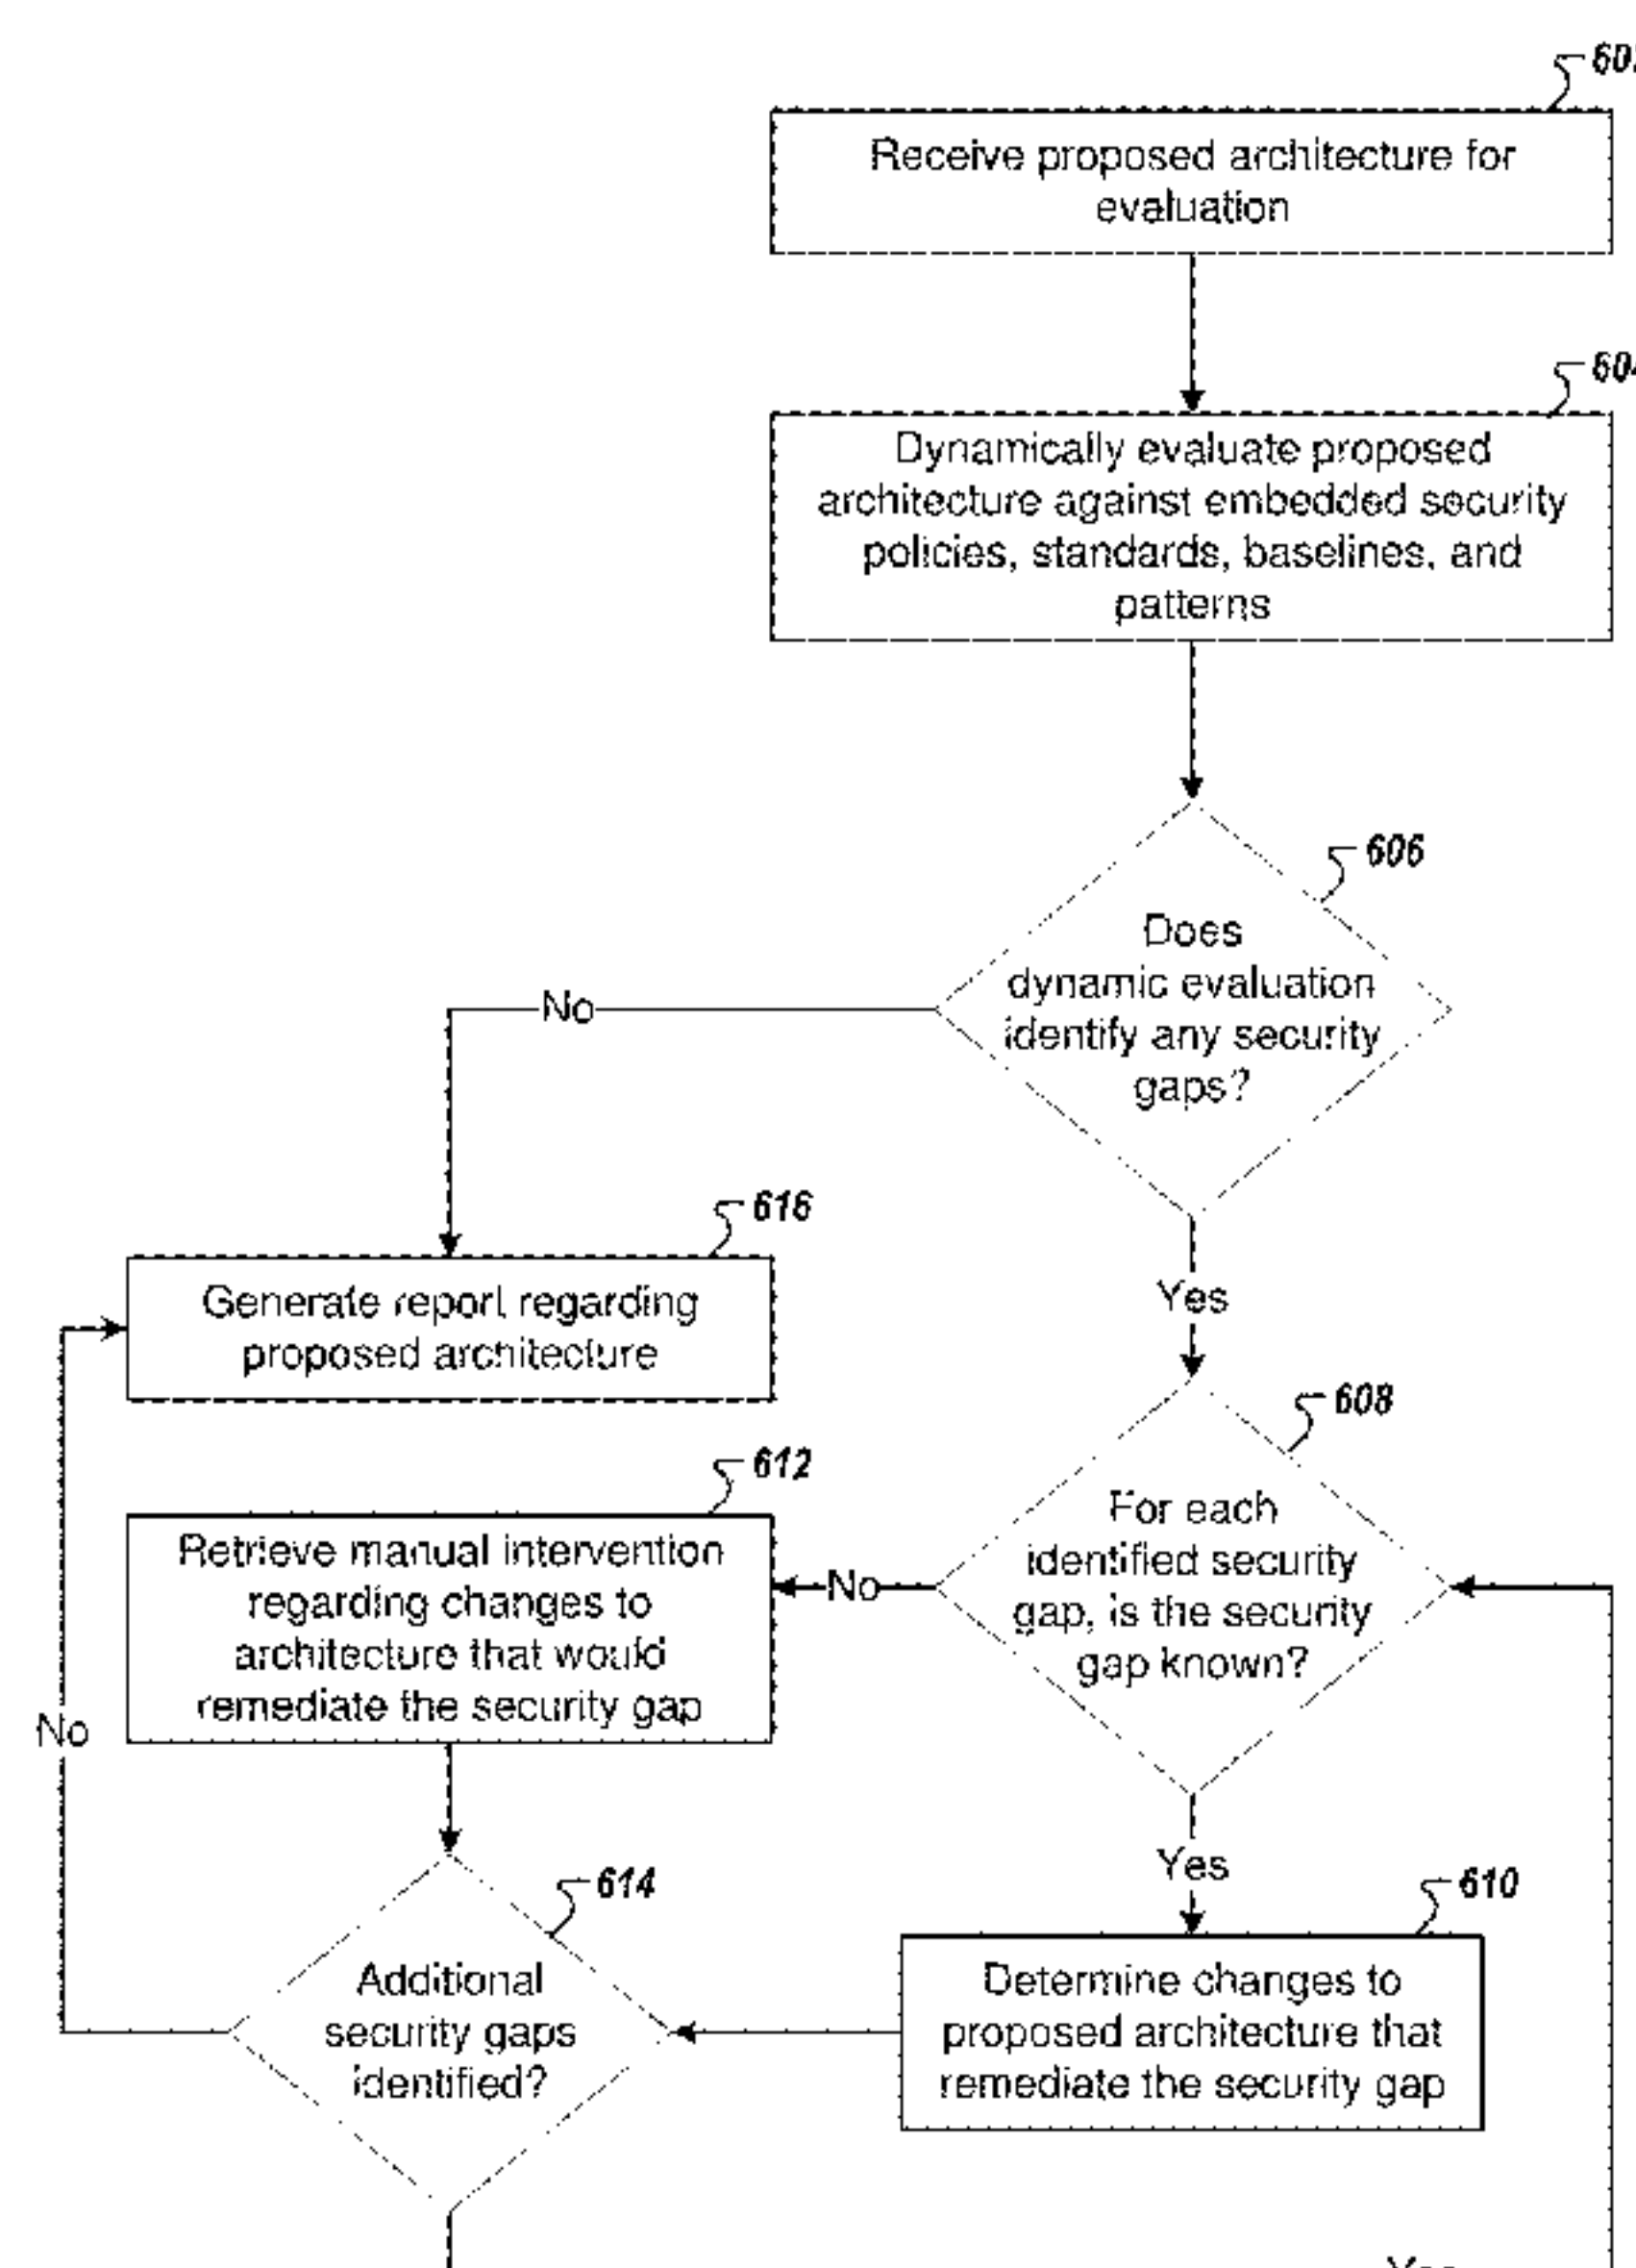 Receive proposed architecture for
evaluation
Dynamically evaluate proposed
architecture against embedded security
policies, standards, baselines, and
patterns
606
Does
dynamic evaluation
identify any security
gaps?
No
Yes
616
Generate report regarding
proposed architecture
608
For each
identified security
gap, is the security
gap known?
No
612
Retrieve manual intervention
regarding changes to
architecture that would
remediate the security gap
No
Yes
614
Additional
security gaps
identified?
610
Determine changes to
proposed architecture that
remediate the security gap